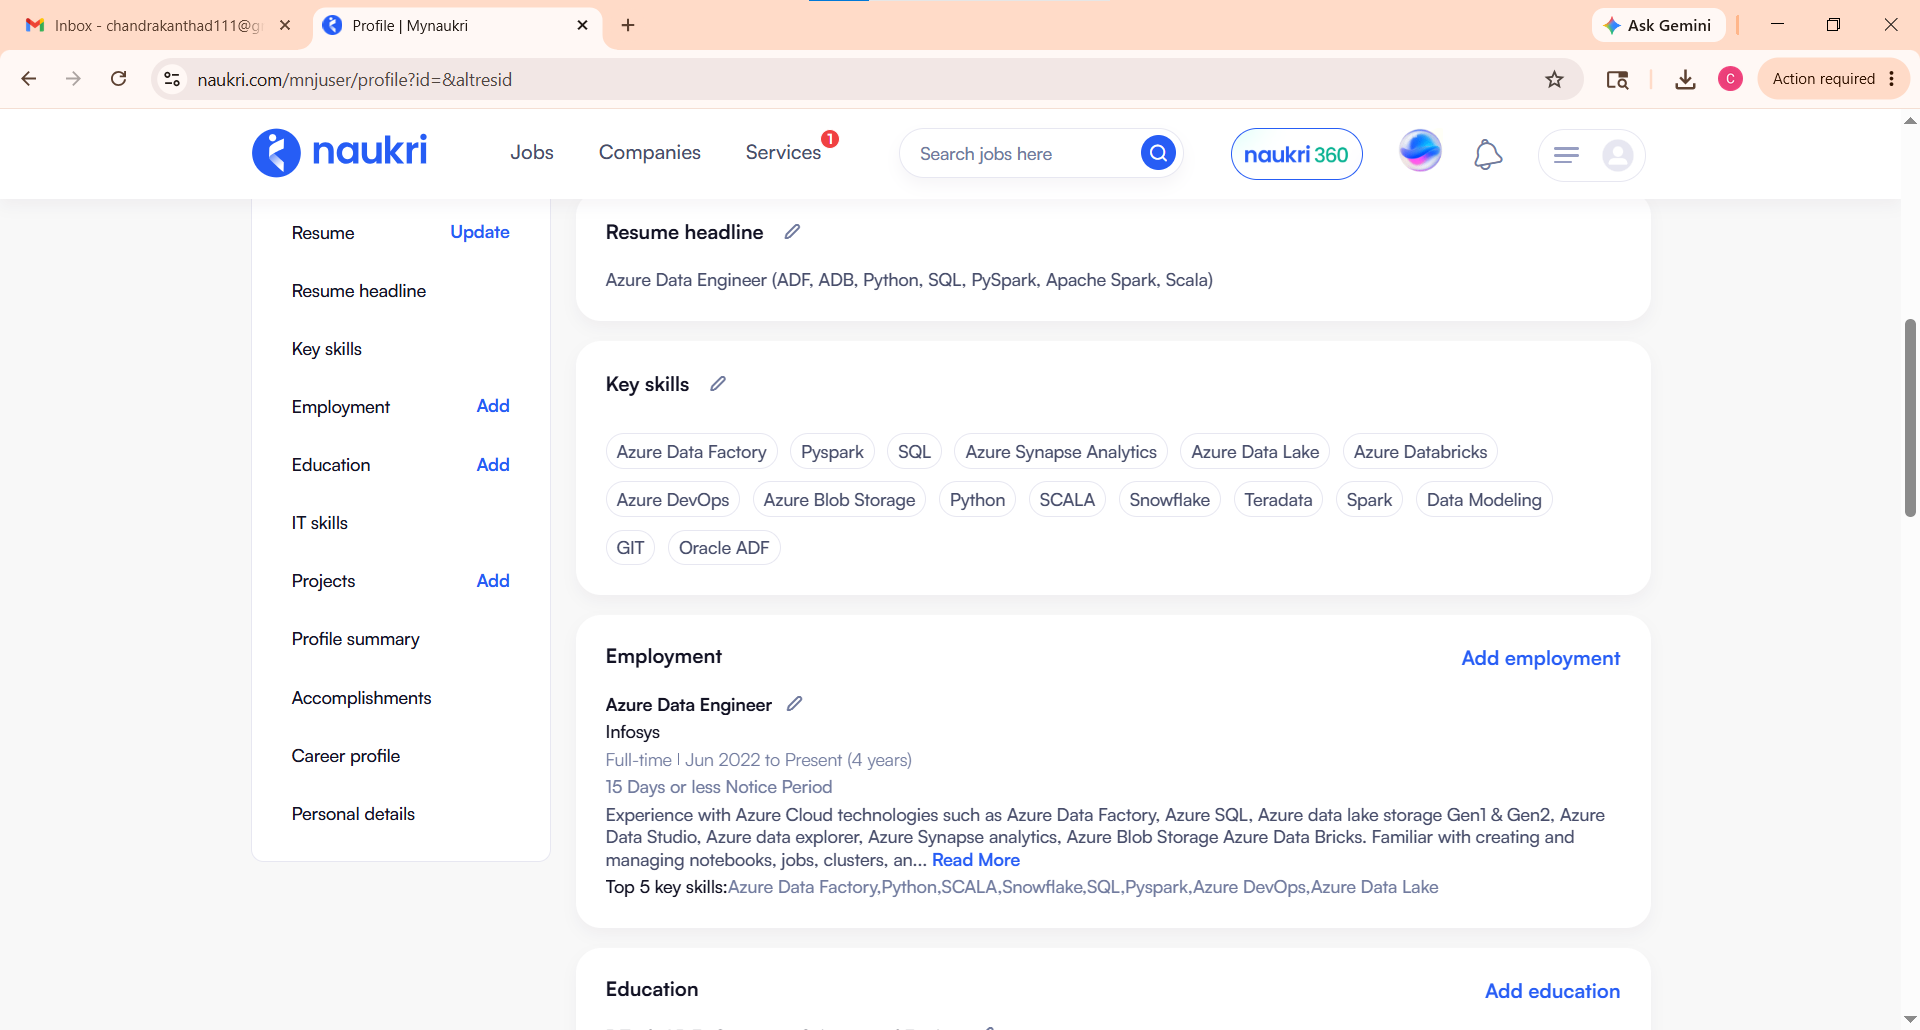 Inbox - chandrakanthad111@g
Profile | Mynaukri
Ask Gemini
naukri.com/mnjuser/profile?id=&altresid
C
Action required
naukri
Jobs
Companies
Services
1
Search jobs here
naukri 360
Resume
Update
Resume headline
Key skills
Employment
Add
Education
Add
IT skills
Projects
Add
Profile summary
Accomplishments
Career profile
Personal details
Resume headline
Azure Data Engineer (ADF, ADB, Python, SQL, PySpark, Apache Spark, Scala)
Key skills
Azure Data Factory
Pyspark
SQL
Azure Synapse Analytics
Azure Data Lake
Azure Databricks
Azure DevOps
Azure Blob Storage
Python
SCALA
Snowflake
Teradata
Spark
Data Modeling
GIT
Oracle ADF
Employment
Add employment
Azure Data Engineer
Infosys
Full-time | Jun 2022 to Present (4 years)
15 Days or less Notice Period
Experience with Azure Cloud technologies such as Azure Data Factory, Azure SQL, Azure data lake storage Gen1 & Gen2, Azure
Data Studio, Azure data explorer, Azure Synapse analytics, Azure Blob Storage Azure Data Bricks. Familiar with creating and
managing notebooks, jobs, clusters, an... Read More
Top 5 key skills:Azure Data Factory,Python,SCALA,Snowflake,SQL,Pyspark,Azure DevOps,Azure Data Lake
Education
Add education